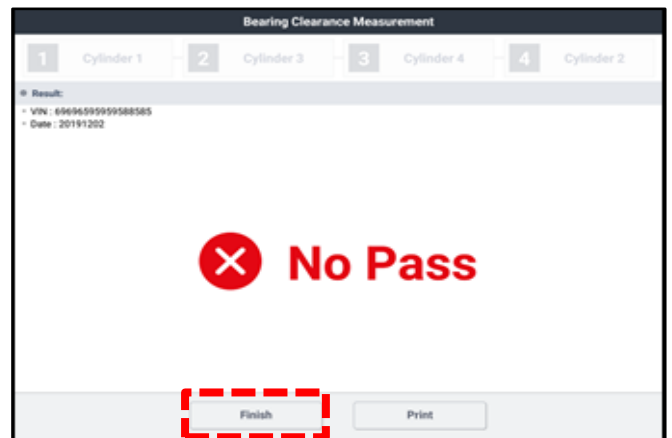 Bearing Clearance Measurement
1 Cylinder 1 2 Cylinder 3 3 Cylinder 4 4 Cylinder 2
Result:
VIN : 69696595959588585
Date : 20191202
No Pass
Finish Print